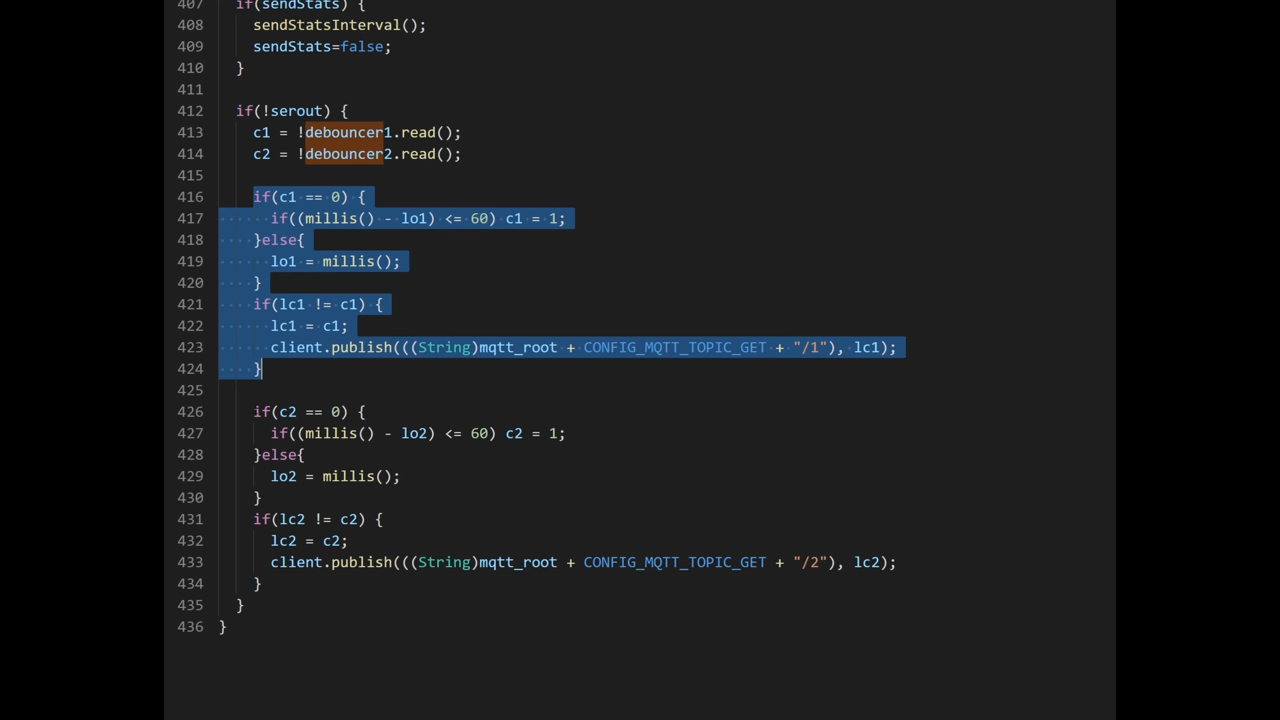 407 if(sendStats) {
408 sendStatsInterval();
409 sendStats=false;
410 }
411
412 if(!serout) {
413 c1 = !debouncer1.read();
414 c2 = !debouncer2.read();
415
416 if(c1 == 0) {
417 if((millis() - lo1) <= 60) c1 = 1;
418 }else{
419 lo1 = millis();
420 }
421 if(lc1 != c1) {
422 lc1 = c1;
423 client.publish(((String)mqtt_root + CONFIG_MQTT_TOPIC_GET + "/1"), lc1);
424 }
425
426 if(c2 == 0) {
427 if((millis() - lo2) <= 60) c2 = 1;
428 }else{
429 lo2 = millis();
430 }
431 if(lc2 != c2) {
432 lc2 = c2;
433 client.publish(((String)mqtt_root + CONFIG_MQTT_TOPIC_GET + "/2"), lc2);
434 }
435 }
436 }